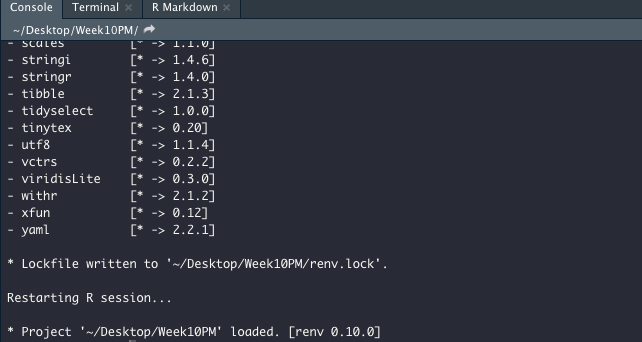 Console Terminal × R Markdown ×
~/Desktop/Week10PM/
- scales [* -> 1.1.0]
- stringi [* -> 1.4.6]
- stringr [* -> 1.4.0]
- tibble [* -> 2.1.3]
- tidyselect [* -> 1.0.0]
- tinytex [* -> 0.20]
- utf8 [* -> 1.1.4]
- vctrs [* -> 0.2.2]
- viridisLite [* -> 0.3.0]
- withr [* -> 2.1.2]
- xfun [* -> 0.12]
- yaml [* -> 2.2.1]
* Lockfile written to '~/Desktop/Week10PM/renv.lock'.
Restarting R session...
* Project '~/Desktop/Week10PM' loaded. [renv 0.10.0]